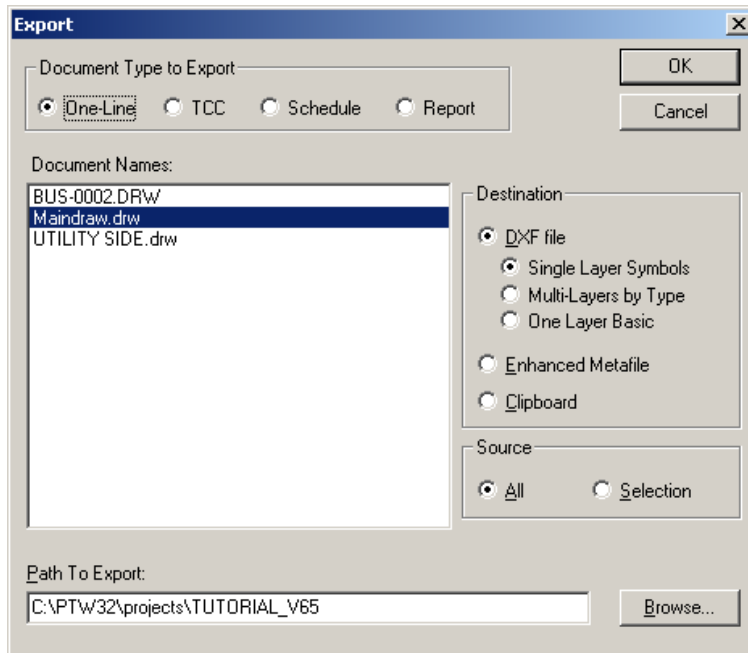 Export
Document Type to Export
OK
One-Line TCC Schedule Report
Cancel
Document Names:
BUS-0002.DRW
Maindraw.drw
UTILITY SIDE.drw
Destination
DXF file
Single Layer Symbols
Multi-Layers by Type
One Layer Basic
Enhanced Metafile
Clipboard
Source
All Selection
Path To Export:
C:\PTW32\projects\TUTORIAL_V65
Browse...